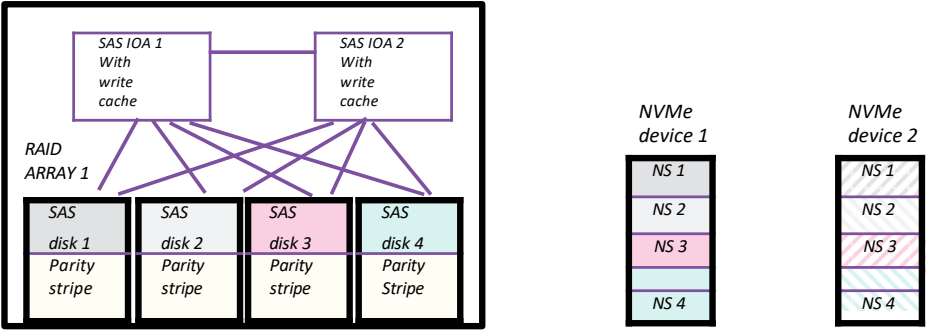 SAS IOA 1
With
write
cache
SAS IOA 2
With
write
cache
RAID
ARRAY 1
SAS
disk 1
Parity
stripe
SAS
disk 2
Parity
stripe
SAS
disk 3
Parity
stripe
SAS
disk 4
Parity
Stripe
NVMe
device 1
NS 1
NS 2
NS 3
NS 4
NVMe
device 2
NS 1
NS 2
NS 3
NS 4